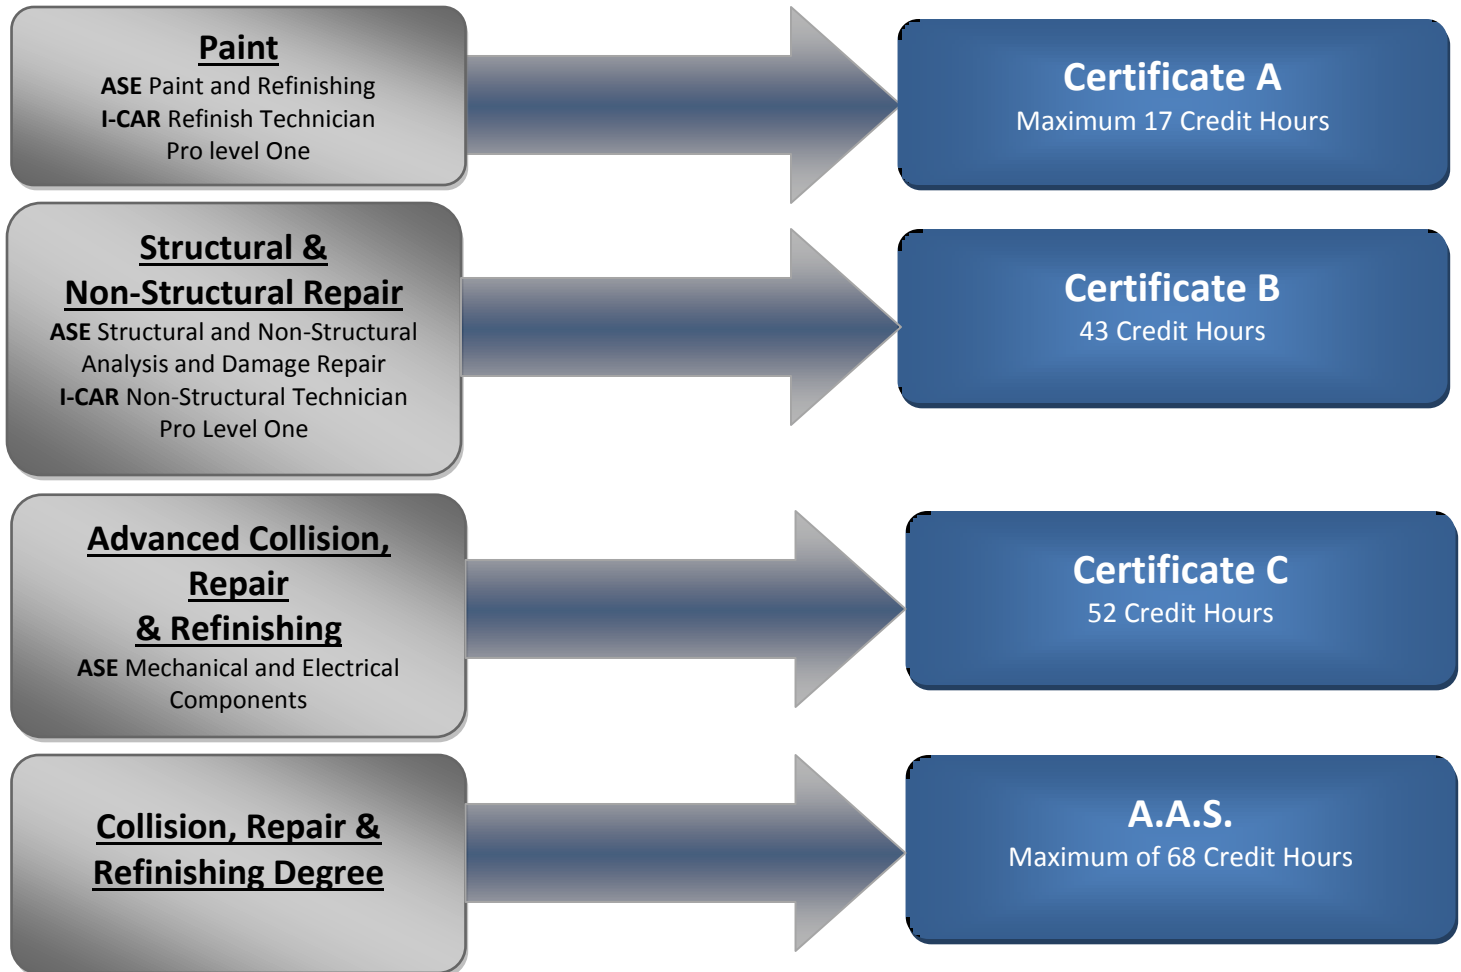 Paint
ASE Paint and Refinishing
I-CAR Refinish Technician
Pro level One
Certificate A
Maximum 17 Credit Hours
Structural &
Non-Structural Repair
ASE Structural and Non-Structural
Analysis and Damage Repair
I-CAR Non-Structural Technician
Pro Level One
Certificate B
43 Credit Hours
Advanced Collision,
Repair
& Refinishing
ASE Mechanical and Electrical
Components
Certificate C
52 Credit Hours
Collision, Repair &
Refinishing Degree
A.A.S.
Maximum of 68 Credit Hours